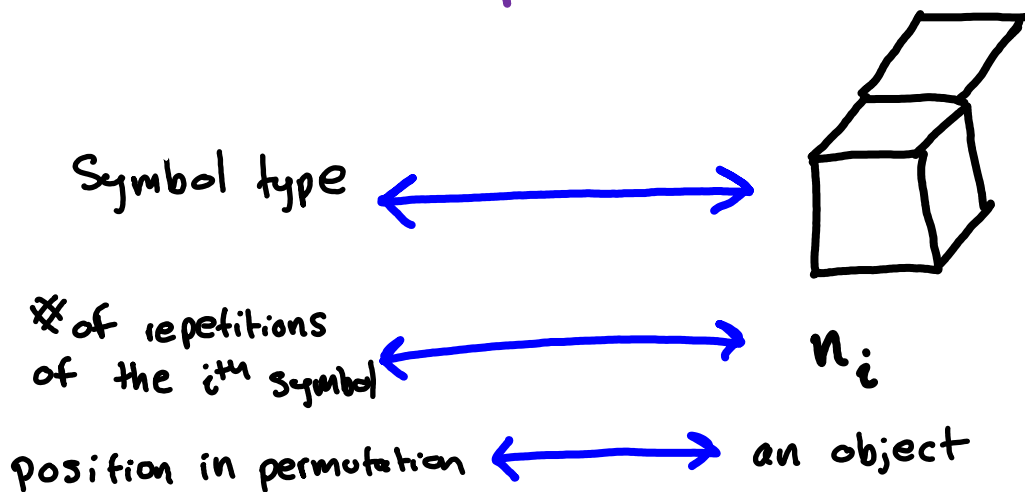 Symbol type
# of repetitions
of the ith symbol
nᵢ
position in permutation
an object